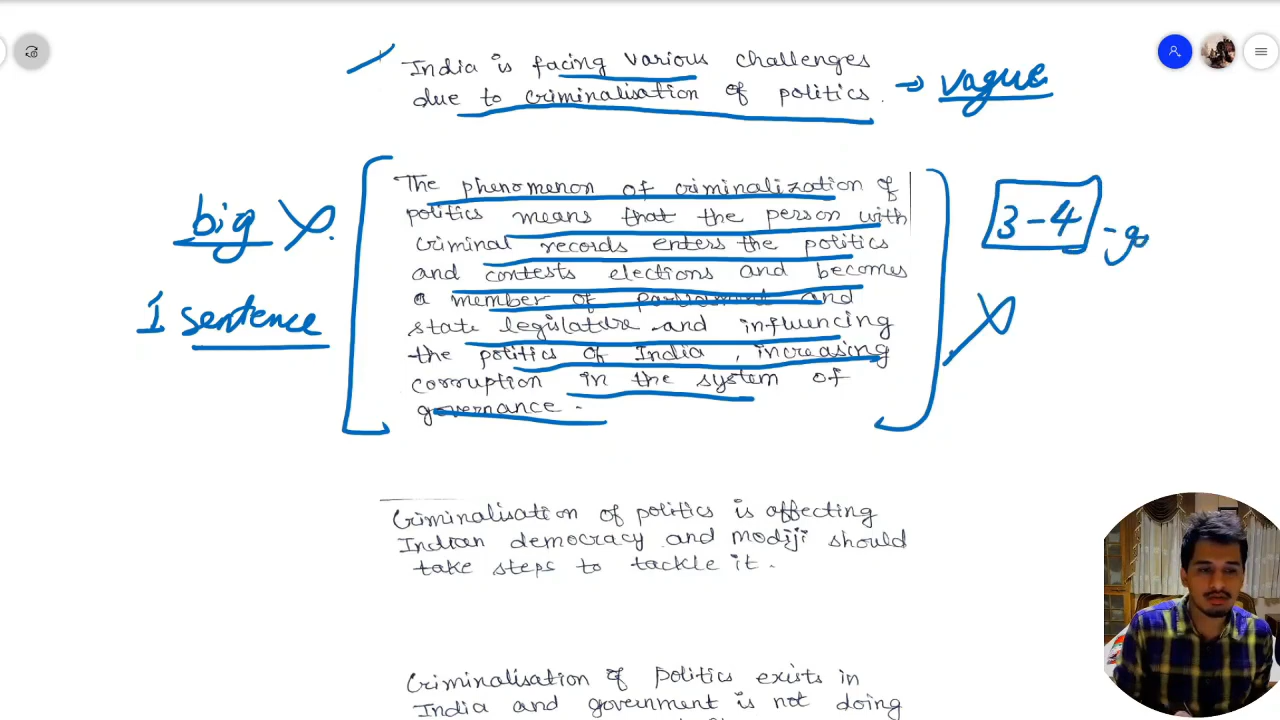 India is facing various challenges
due to criminalisation of politics.
→ vague
The phenomenon of criminalization of
politics means that the person with
criminal records enters the politics
and contests elections and becomes
a member of parliament and
state legislature and influencing
the politics of India, increasing
corruption in the system of
governance.
big
1 sentence
3-4
Criminalisation of politics is affecting
Indian democracy and modiji should
take steps to tackle it.
Criminalisation of Politics exists in
India and government is not doing